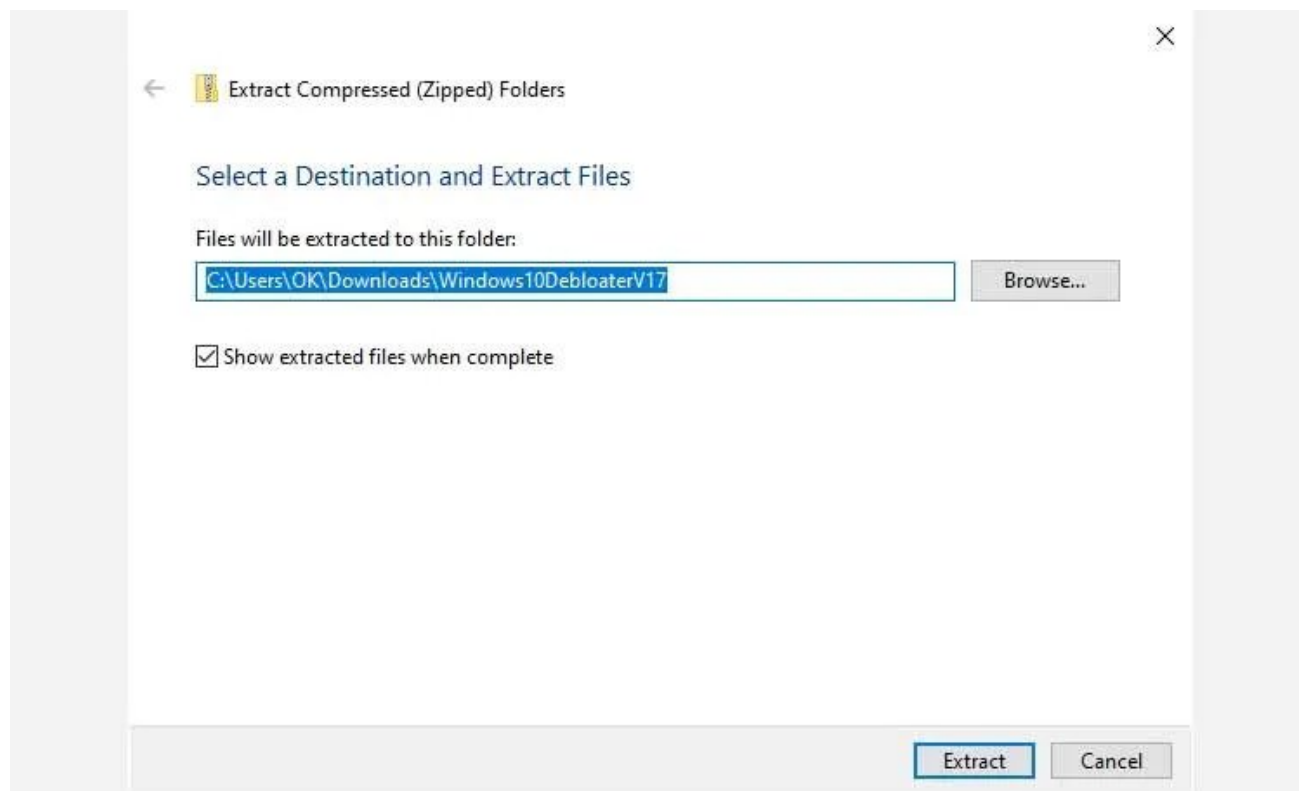 Extract Compressed (Zipped) Folders
Select a Destination and Extract Files
Files will be extracted to this folder:
C:\Users\OK\Downloads\Windows10DebloaterV17
Browse...
Show extracted files when complete
Extract
Cancel